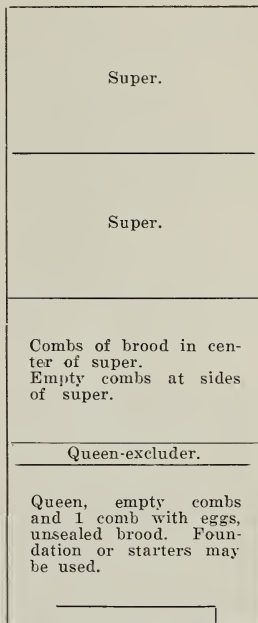 Super.
Super.
Combs of brood in cen-
ter of super.
Empty combs at sides
of super.
Queen-excluder.
Queen, empty combs
and 1 comb with eggs,
unsealed brood. Foun-
dation or starters may
be used.